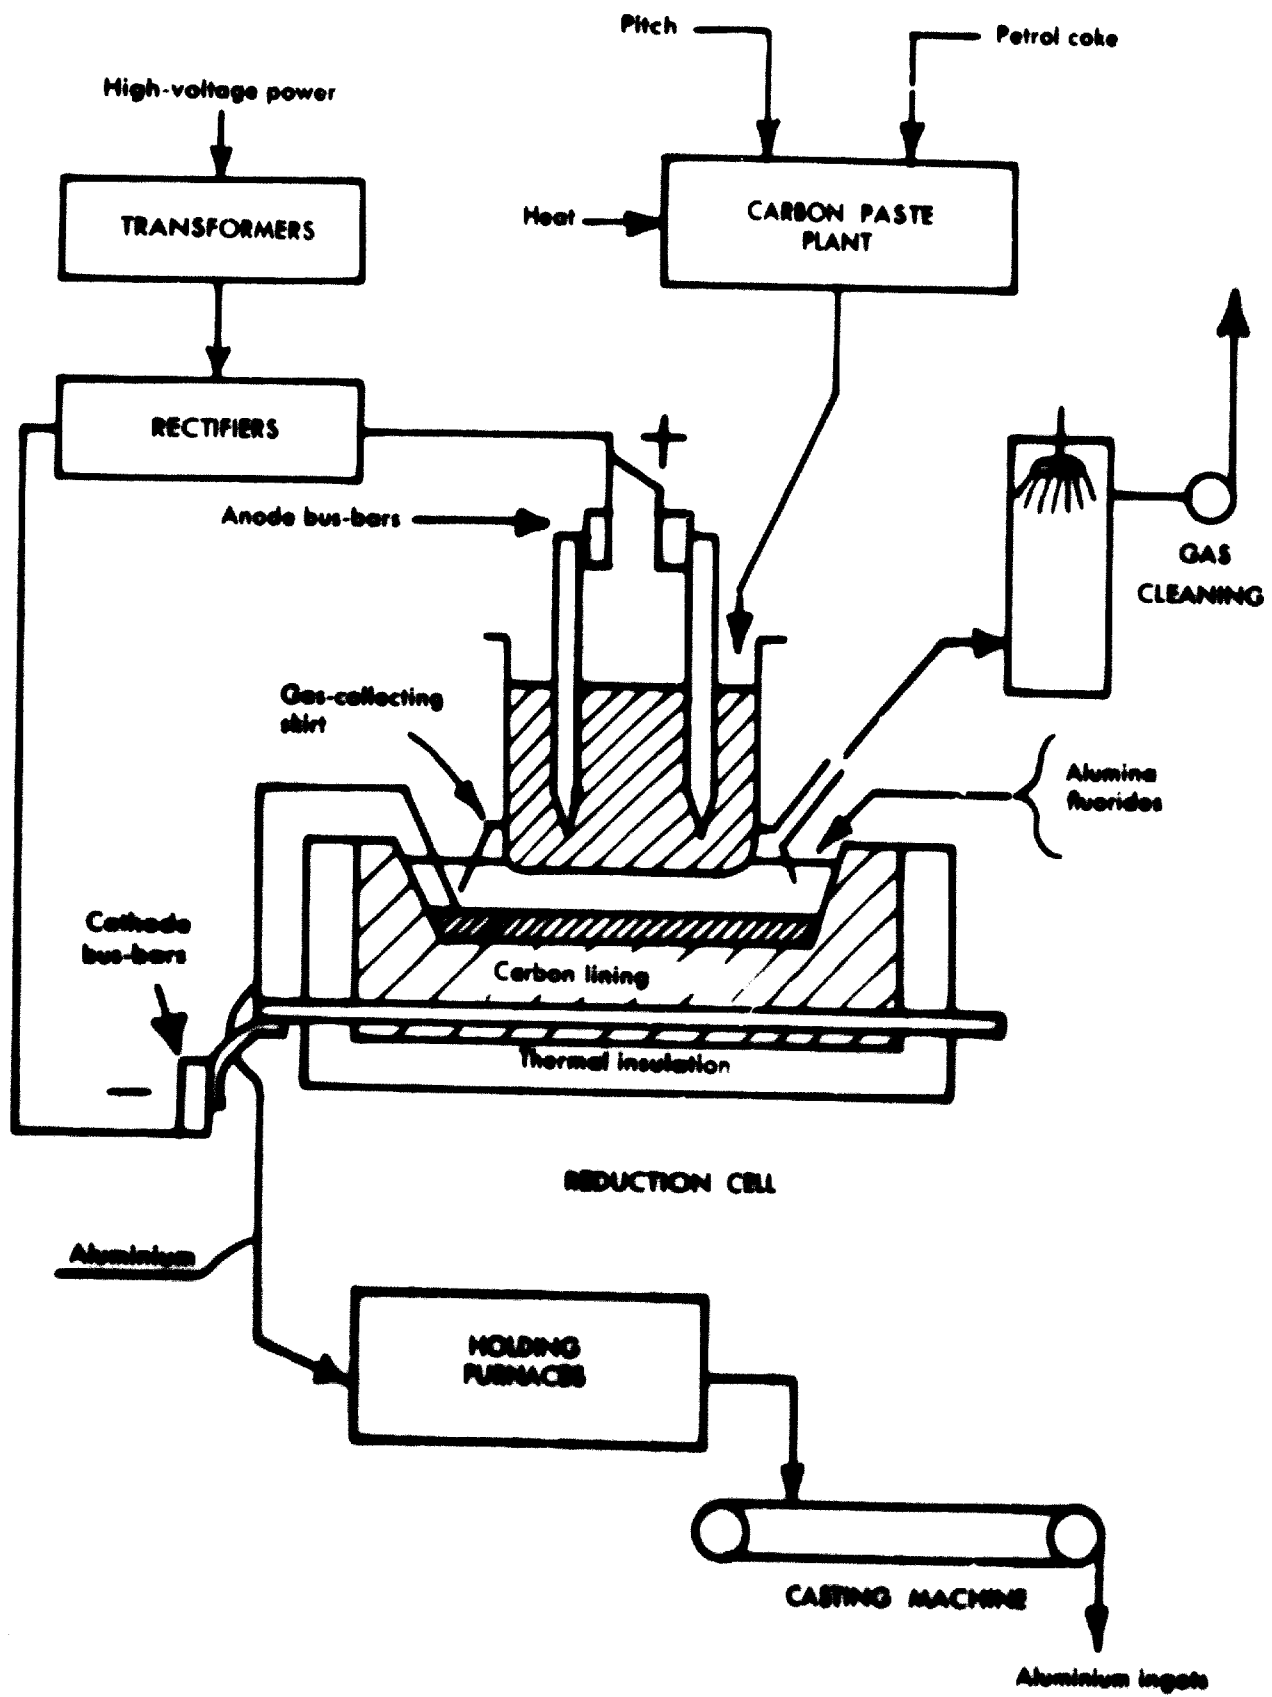 Pitch
Petrol coke
High-voltage power
TRANSFORMERS
Heat
CARBON PASTE
PLANT
RECTIFIERS
+
Anode bus-bars
GAS
CLEANING
Gas-collecting
skirt
Alumina
fluorides
Cathode
bus-bars
Carbon lining
Thermal insulation
−
REDUCTION CELL
Aluminium
HOLDING
FURNACES
CASTING MACHINE
Aluminium ingots